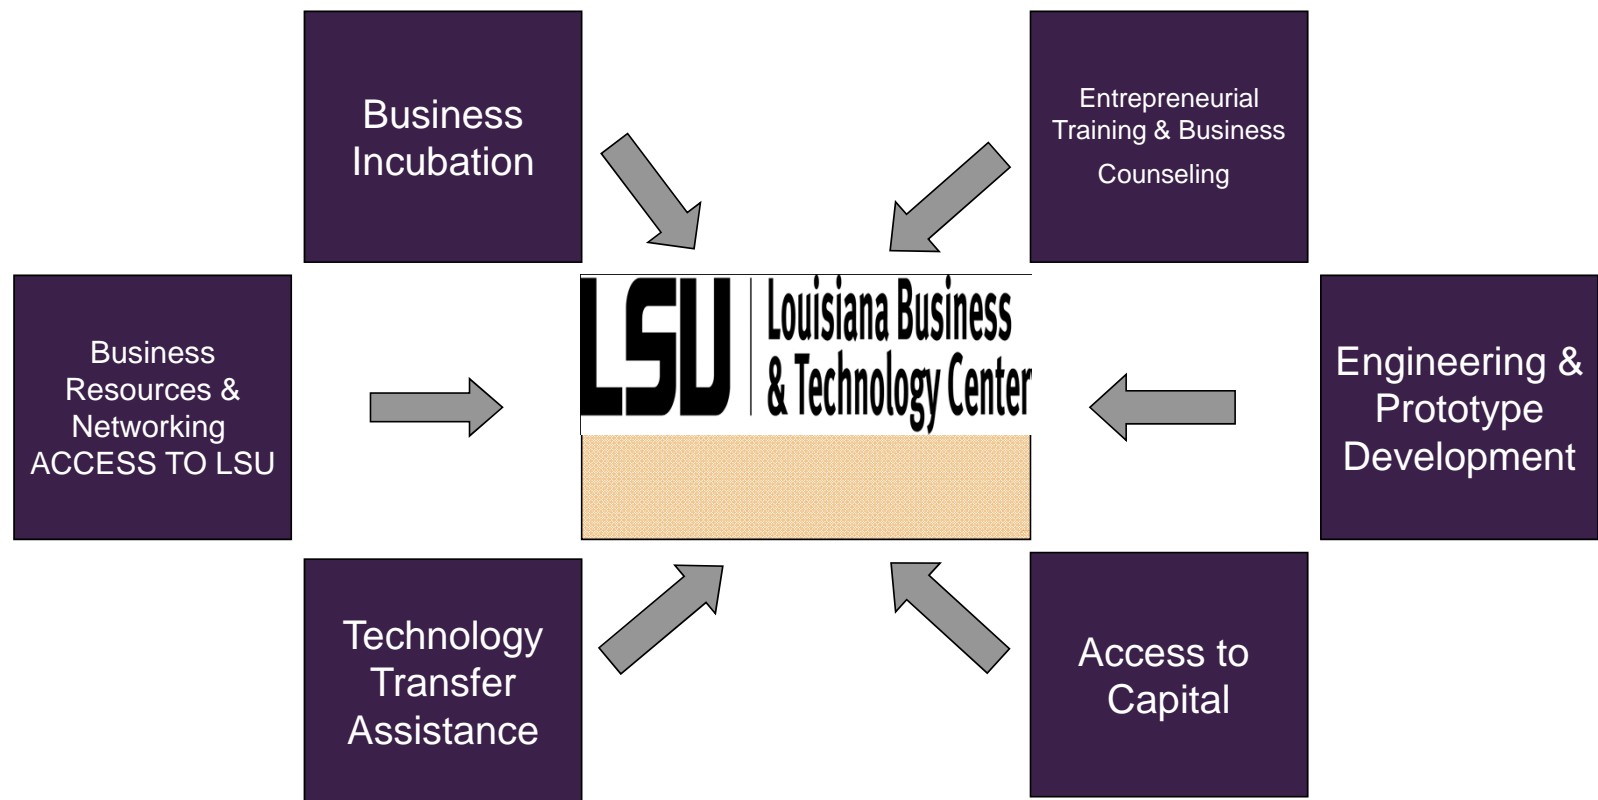 Business
Incubation
Entrepreneurial
Training & Business
Counseling
Business
Resources &
Networking
ACCESS TO LSU
LSU
Louisiana Business
& Technology Center
Engineering &
Prototype
Development
Technology
Transfer
Assistance
Access to
Capital